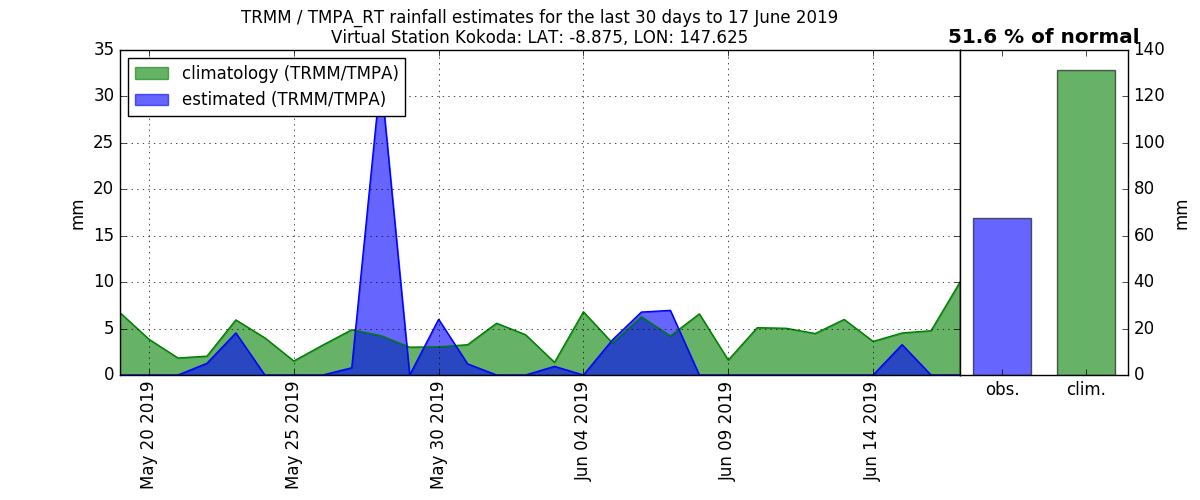 TRMM / TMPA_RT rainfall estimates for the last 30 days to 17 June 2019
Virtual Station Kokoda: LAT: -8.875, LON: 147.625
51.6 % of normal
climatology (TRMM/TMPA)
estimated (TRMM/TMPA)
35
30
25
20
15
10
5
0
mm
May 20 2019
May 25 2019
May 30 2019
Jun 04 2019
Jun 09 2019
Jun 14 2019
obs.
clim.
140
120
100
80
60
40
20
0
mm